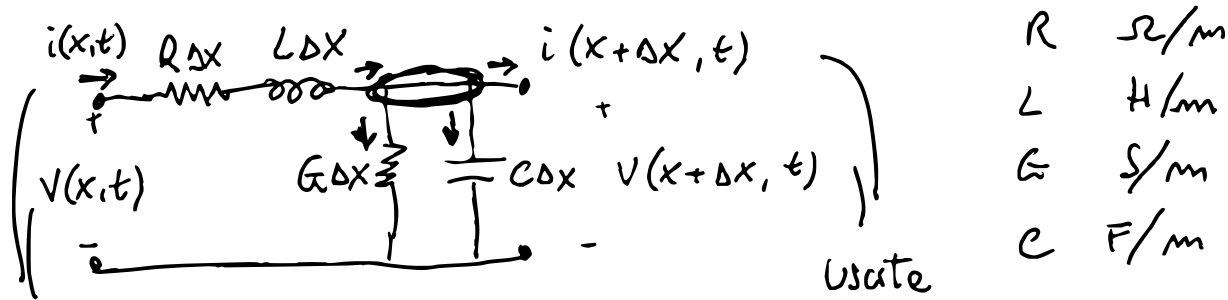 i(x,t) RΔX LΔX i(X+ΔX,t)
+ +
V(x,t) GΔX CΔX V(X+ΔX,t)
- -
uscite
R Ω/m
L H/m
G S/m
C F/m